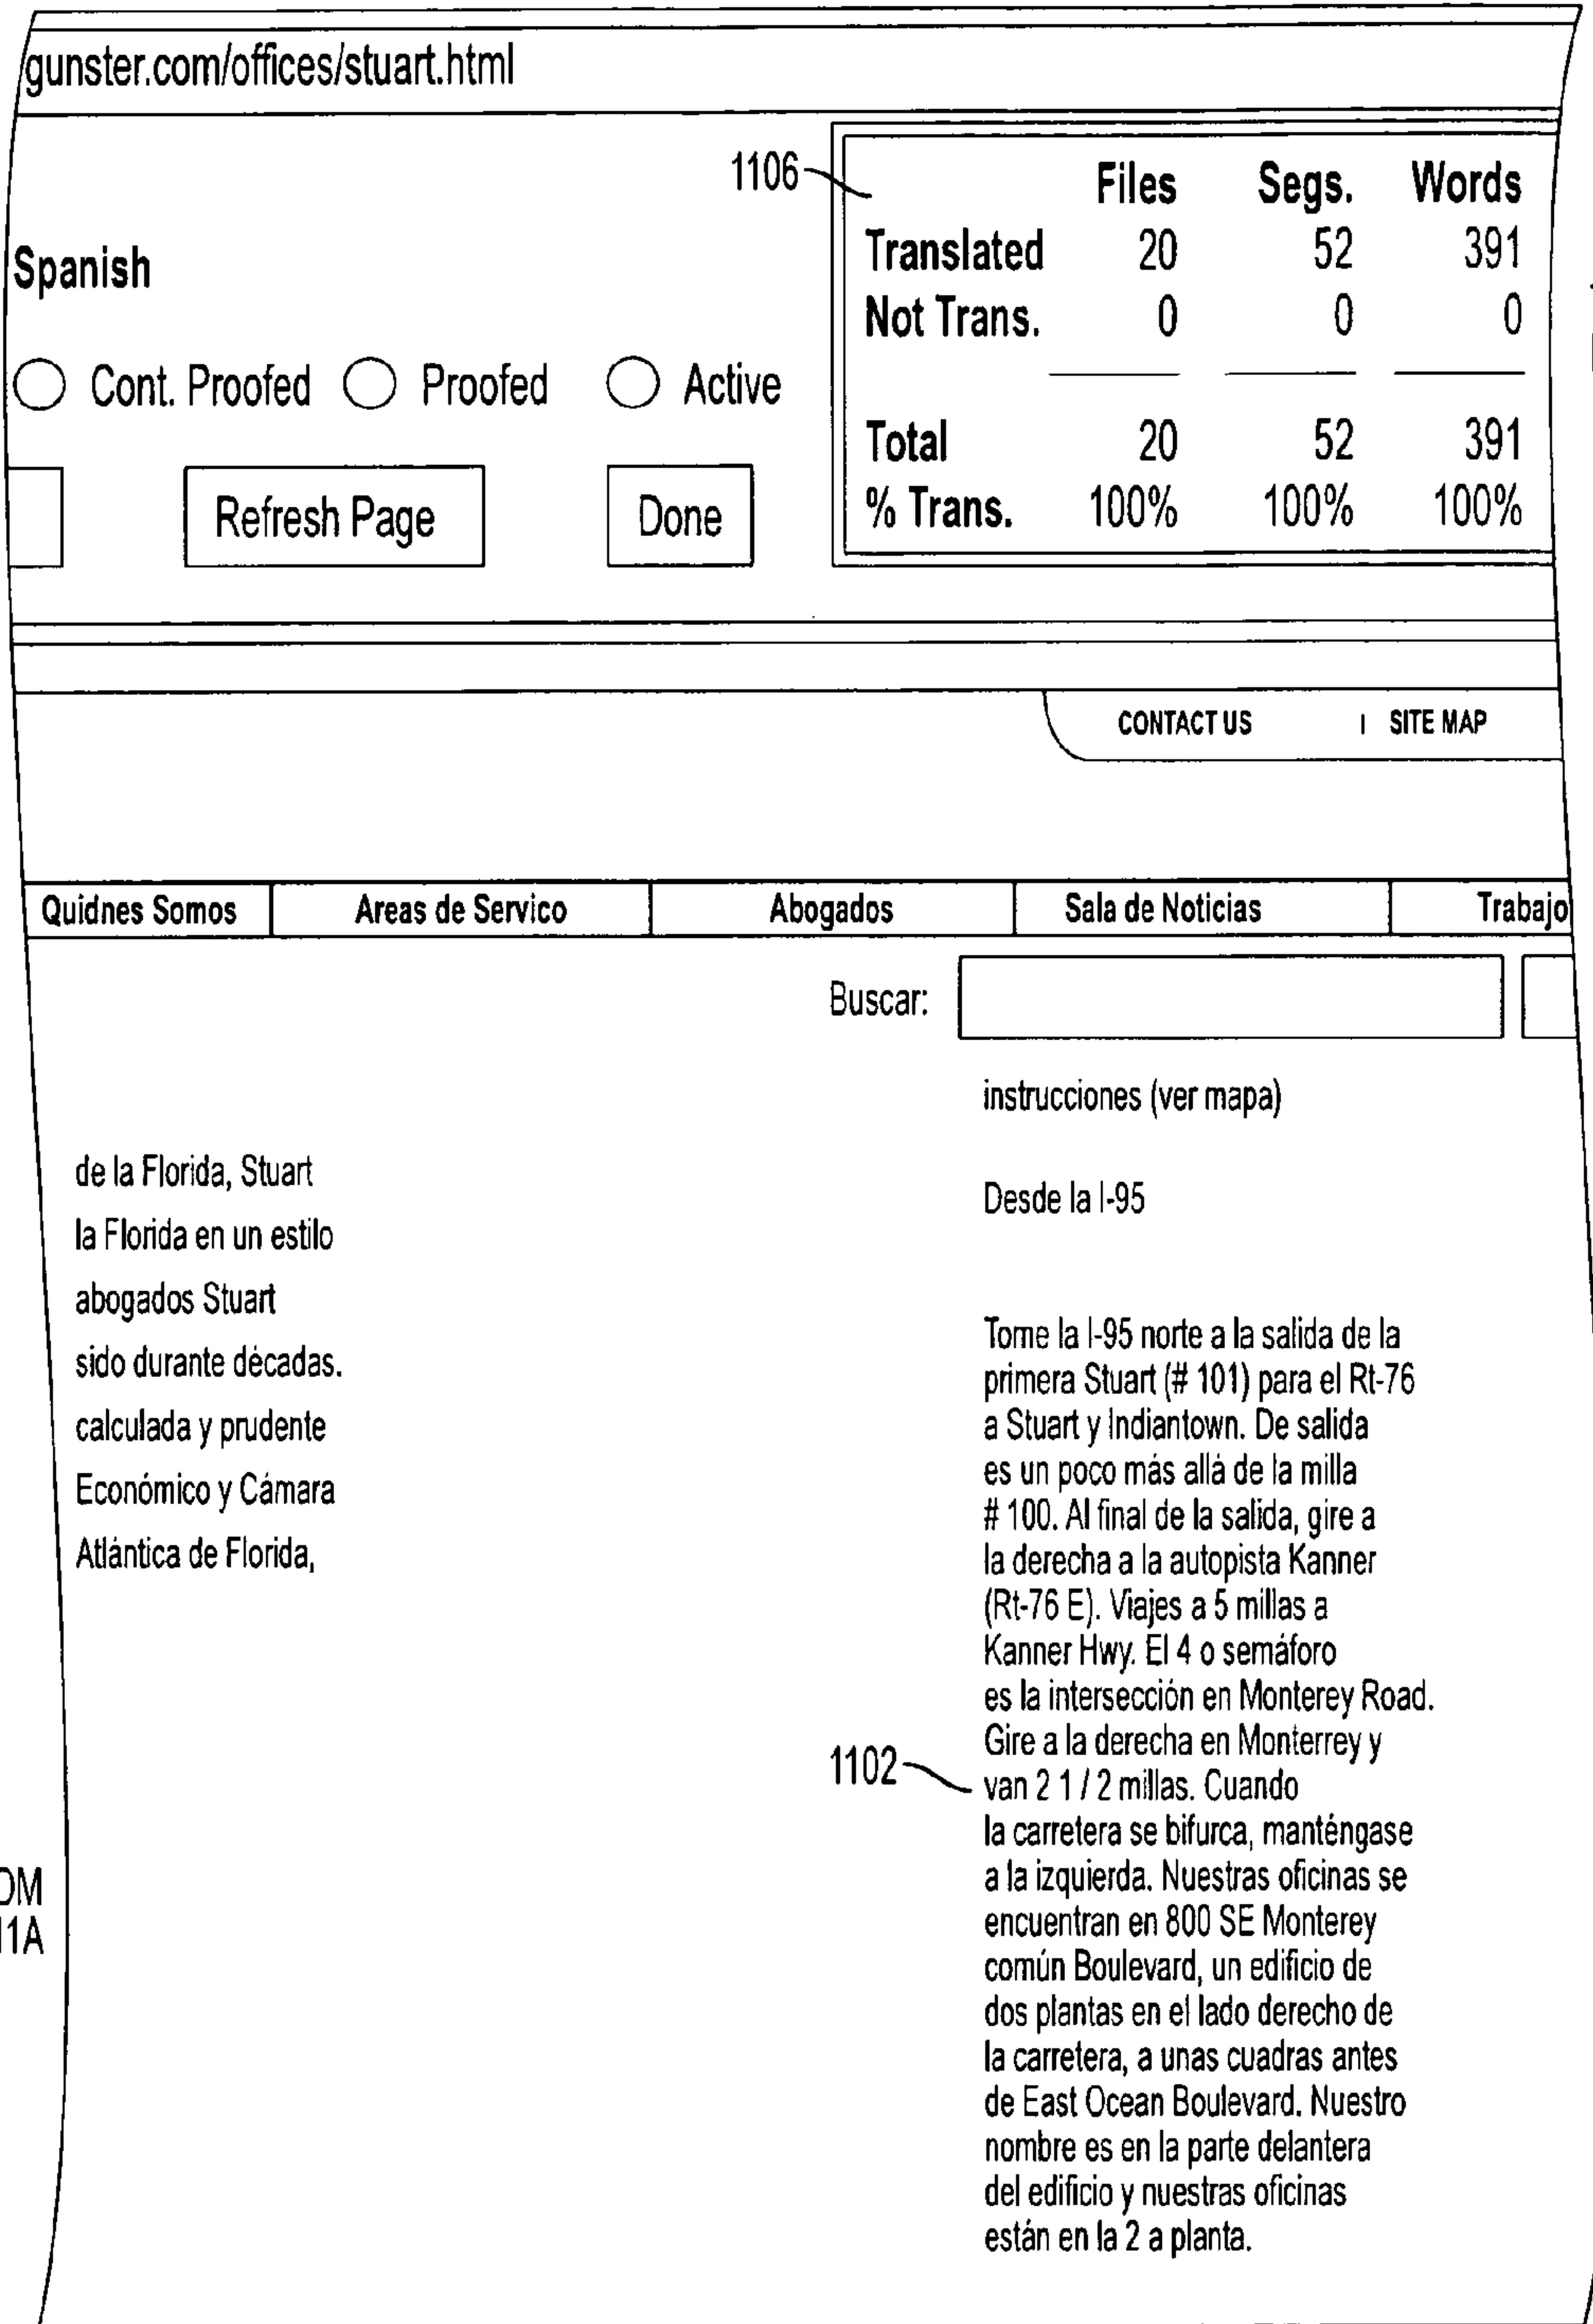 gunster.com/offices/stuart.html
1106
Files Segs. Words
Translated 20 52 391
Not Trans. 0 0 0
Total 20 52 391
% Trans. 100% 100% 100%
Spanish
Cont. Proofed Proofed Active
Refresh Page Done
CONTACT US | SITE MAP
Quidnes Somos Areas de Servico Abogados Sala de Noticias Trabajo
Buscar:
de la Florida, Stuart
la Florida en un estilo
abogados Stuart
sido durante décadas.
calculada y prudente
Económico y Cámara
Atlántica de Florida,
instrucciones (ver mapa)
Desde la I-95
Tome la I-95 norte a la salida de la
primera Stuart (# 101) para el Rt-76
a Stuart y Indiantown. De salida
es un poco más allá de la milla
# 100. Al final de la salida, gire a
la derecha a la autopista Kanner
(Rt-76 E). Viajes a 5 millas a
Kanner Hwy. El 4 o semáforo
es la intersección en Monterey Road.
Gire a la derecha en Monterrey y
1102
van 2 1 / 2 millas. Cuando
la carretera se bifurca, manténgase
a la izquierda. Nuestras oficinas se
encuentran en 800 SE Monterey
común Boulevard, un edificio de
dos plantas en el lado derecho de
la carretera, a unas cuadras antes
de East Ocean Boulevard. Nuestro
nombre es en la parte delantera
del edificio y nuestras oficinas
están en la 2 a planta.
OM
11A